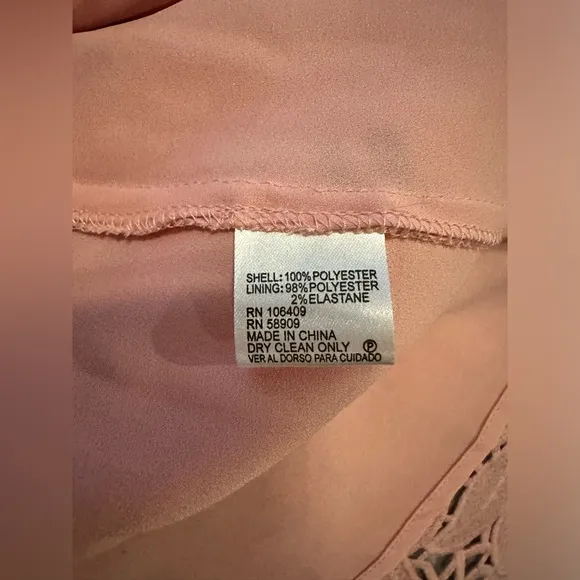 SHELL: 100% POLYESTER
LINING: 98% POLYESTER
2% ELASTANE
RN 106409
RN 58909
MADE IN CHINA
DRY CLEAN ONLY P
VER AL DORSO PARA CUIDADO